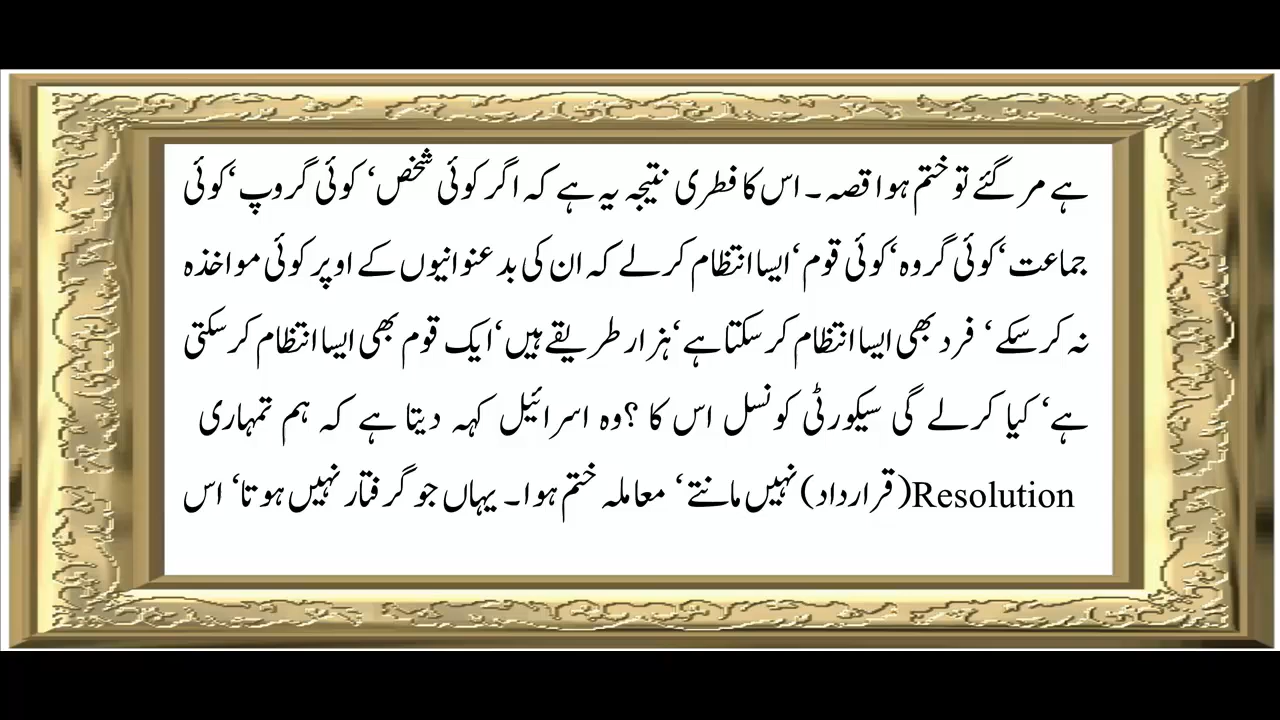 ہے مر گئے تو ختم ہوا قصہ۔ اس کا فطری نتیجہ یہ ہے کہ اگر کوئی شخص‘ کوئی گروپ‘ کوئی
جماعت‘ کوئی گروہ‘ کوئی قوم‘ ایسا انتظام کر لے کہ ان کی بدعنوانیوں کے اوپر کوئی مواخذہ
نہ کر سکے‘ فرد بھی ایسا انتظام کر سکتا ہے‘ ہزار طریقے ہیں‘ ایک قوم بھی ایسا انتظام کر سکتی
ہے‘ کیا کر لے گی سیکورٹی کونسل اس کا؟ وہ اسرائیل کہہ دیتا ہے کہ ہم تمہاری
Resolution (قرارداد) نہیں مانتے‘ معاملہ ختم ہوا۔ یہاں جو گرفتار نہیں ہوتا‘ اس